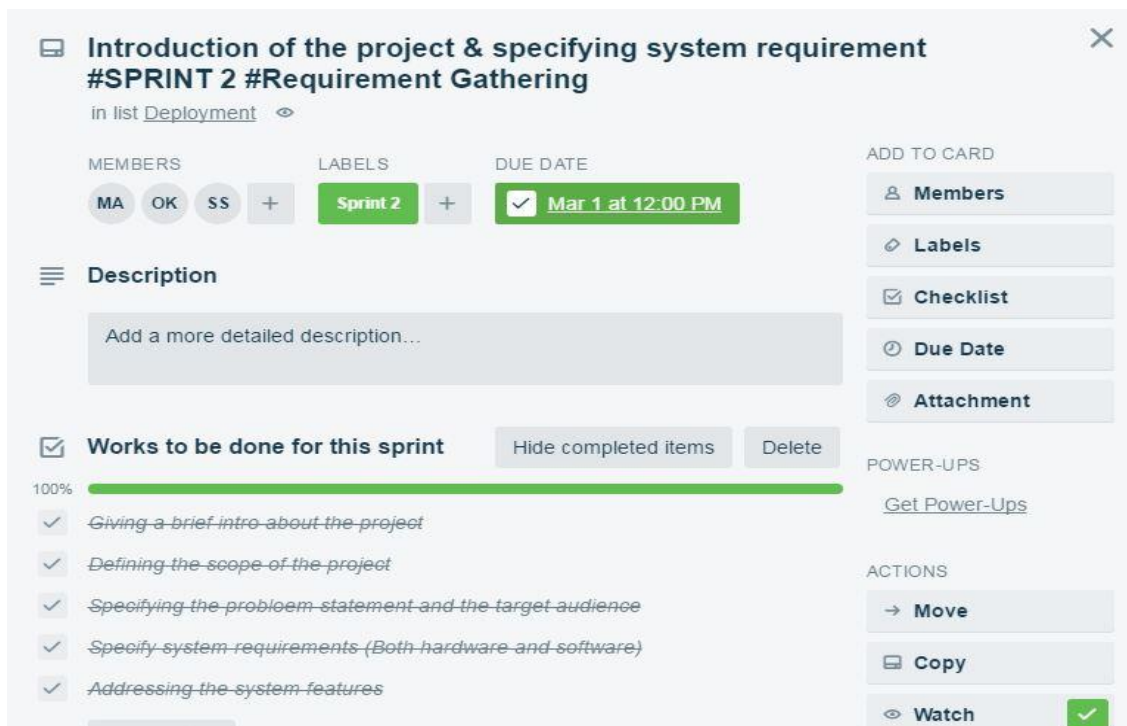 Introduction of the project & specifying system requirement
#SPRINT 2 #Requirement Gathering
in list Deployment
MEMBERS
LABELS
DUE DATE
MA OK SS +
Sprint 2 +
Mar 1 at 12:00 PM
Description
Add a more detailed description…
Works to be done for this sprint
Hide completed items
Delete
100%
Giving a brief intro about the project
Defining the scope of the project
Specifying the probloem statement and the target audience
Specify system requirements (Both hardware and software)
Addressing the system features
ADD TO CARD
Members
Labels
Checklist
Due Date
Attachment
POWER-UPS
Get Power-Ups
ACTIONS
Move
Copy
Watch